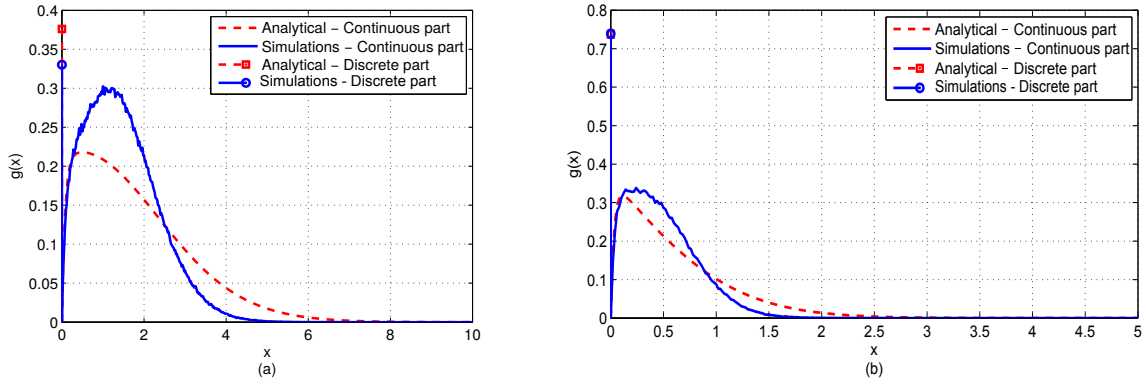 0.4
0.35
0.3
0.25
0.2
0.15
0.1
0.05
0
g(x)
0 2 4 6 8 10
x
(a)
Analytical – Continuous part
Simulations – Continuous part
Analytical – Discrete part
Simulations - Discrete part
0.8
0.7
0.6
0.5
0.4
0.3
0.2
0.1
0
g(x)
0 0.5 1 1.5 2 2.5 3 3.5 4 4.5 5
x
(b)
Analytical – Continuous part
Simulations – Continuous part
Analytical – Discrete part
Simulations - Discrete part